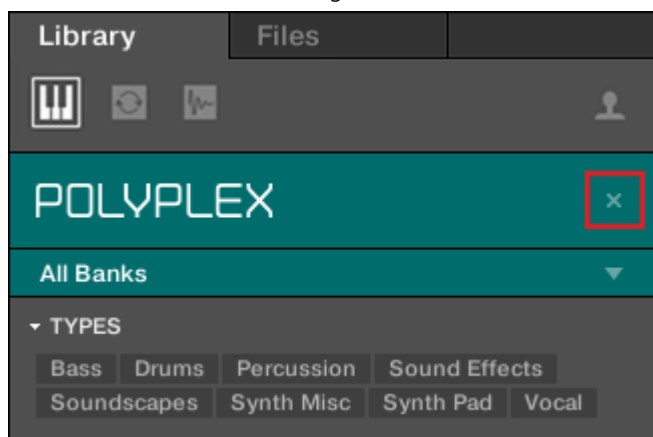 Library Files
POLYPLEX
All Banks
TYPES
Bass Drums Percussion Sound Effects
Soundscapes Synth Misc Synth Pad Vocal